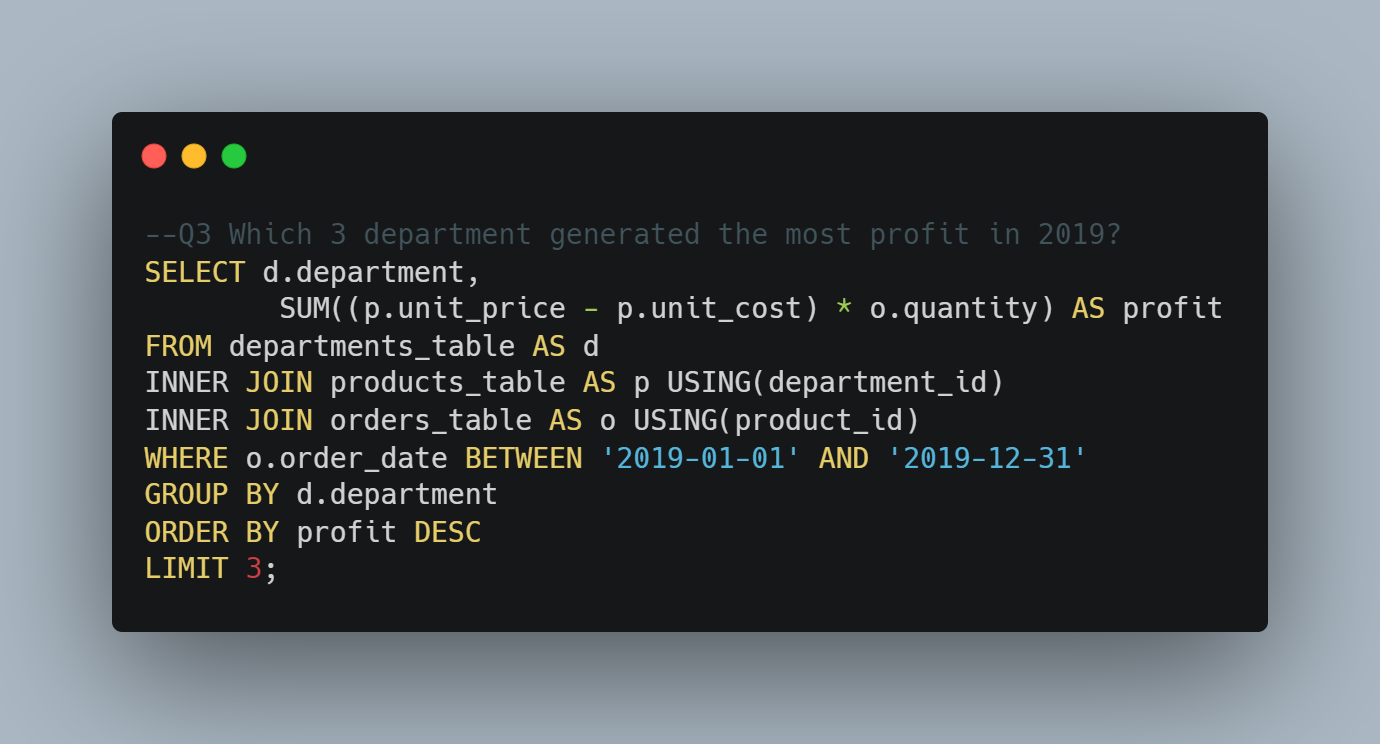 --Q3 Which 3 department generated the most profit in 2019?
SELECT d.department,
        SUM((p.unit_price - p.unit_cost) * o.quantity) AS profit
FROM departments_table AS d
INNER JOIN products_table AS p USING(department_id)
INNER JOIN orders_table AS o USING(product_id)
WHERE o.order_date BETWEEN '2019-01-01' AND '2019-12-31'
GROUP BY d.department
ORDER BY profit DESC
LIMIT 3;